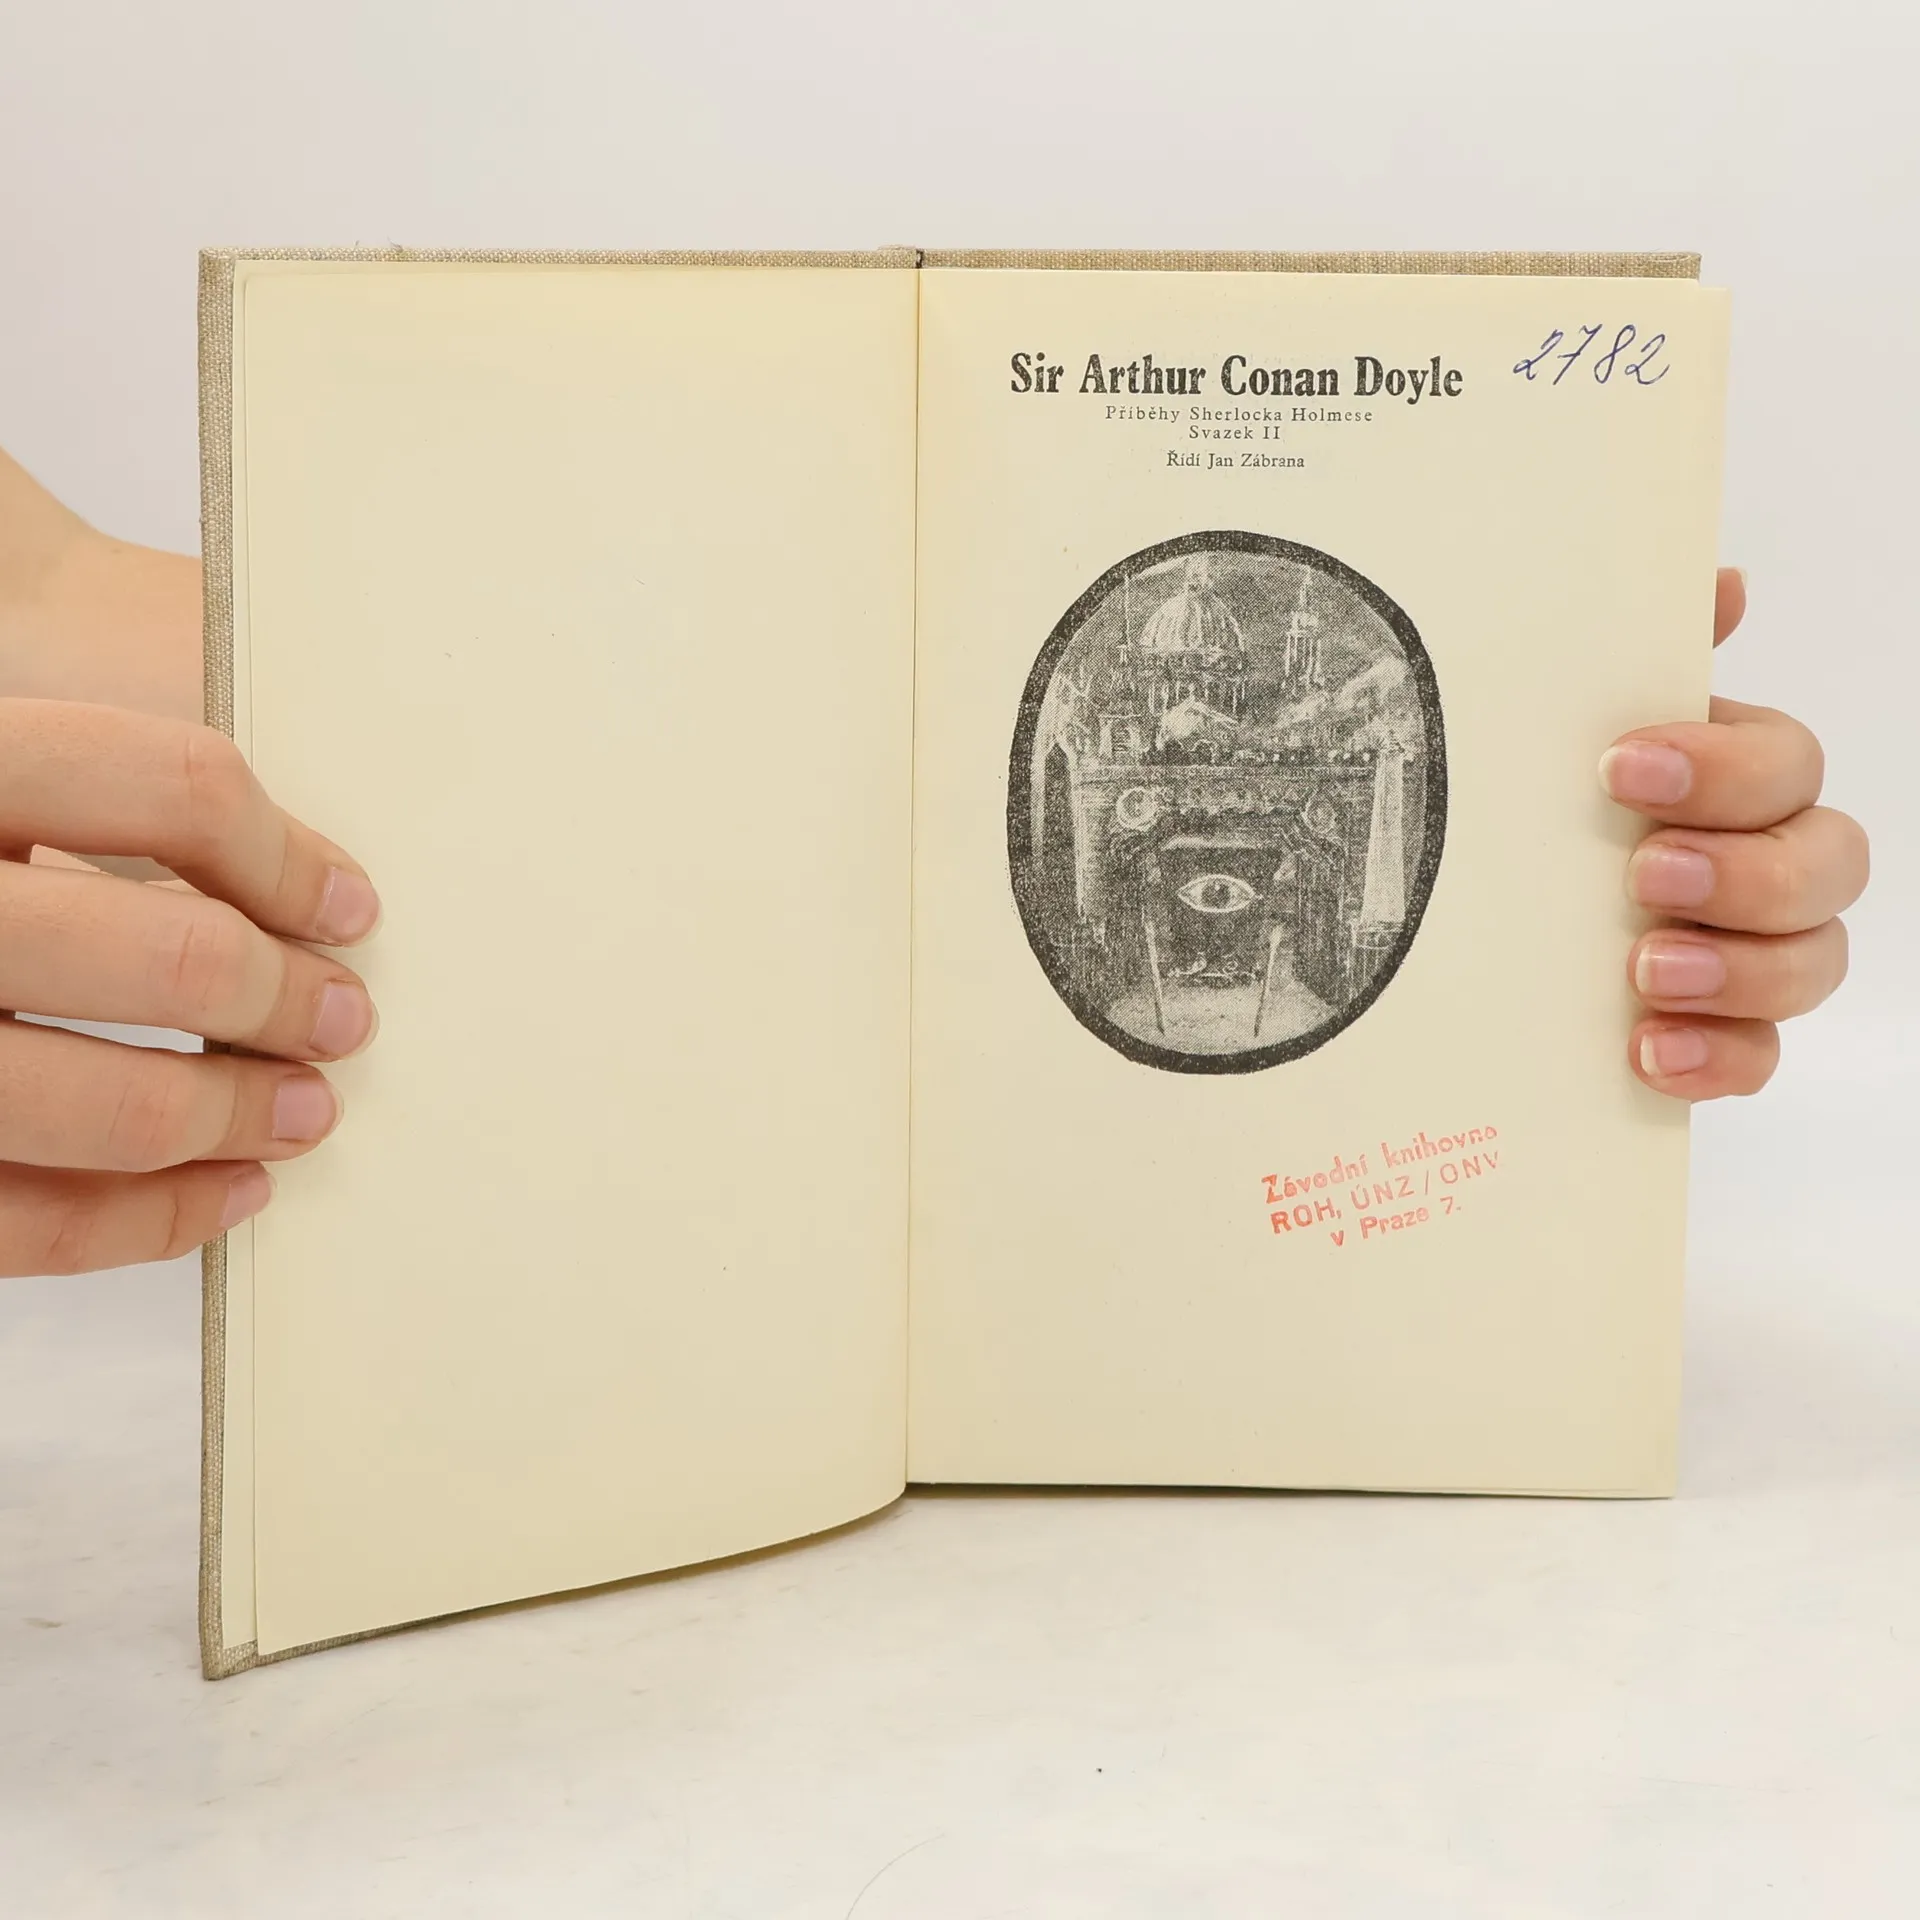 Sir Arthur Conan Doyle
2782
Příběhy Sherlocka Holmese
Svazek II
Řídí Jan Zábrana
Závodní knihovna
ROH, ÚNZ / ONV
v Praze 7.